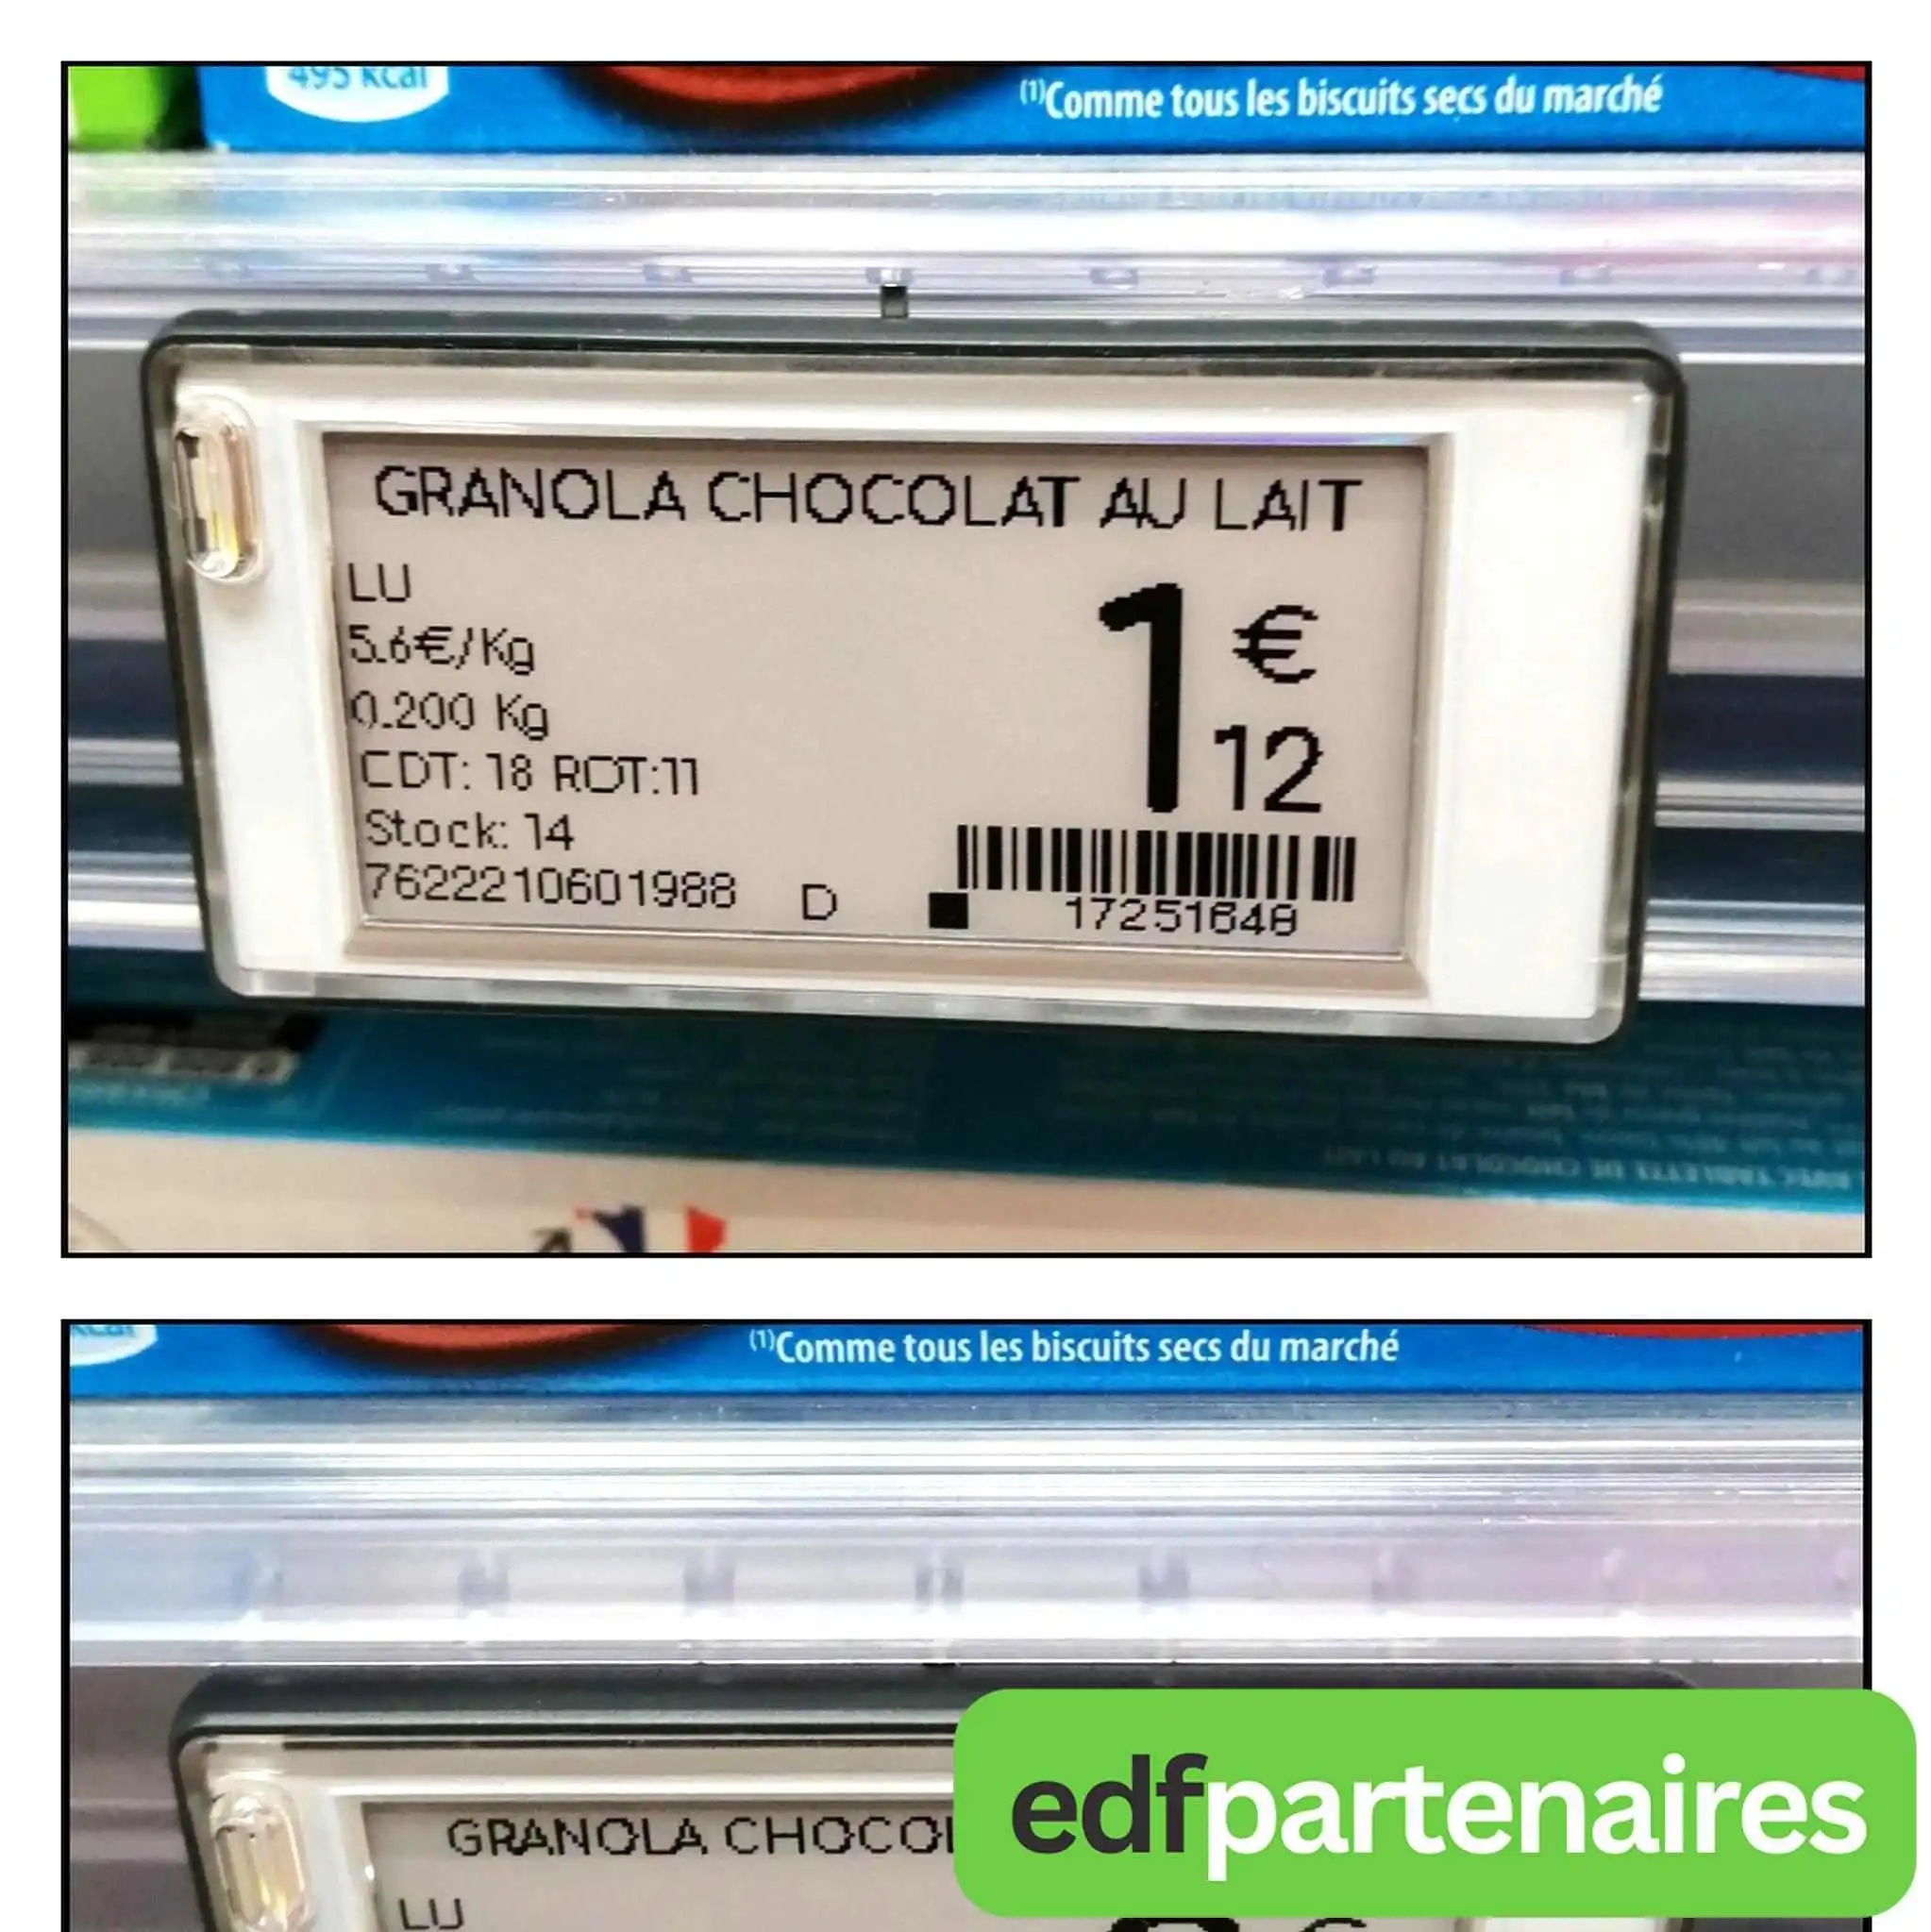 495 kcal
(1)Comme tous les biscuits secs du marché
GRANOLA CHOCOLAT AU LAIT
LU
5.6€/Kg
0.200 Kg
CDT: 18 ROT:11
Stock: 14
7622210601988 D
1 € 12
17251648
kcal
(1)Comme tous les biscuits secs du marché
GRANOLA CHOCOL
LU
€
edfpartenaires